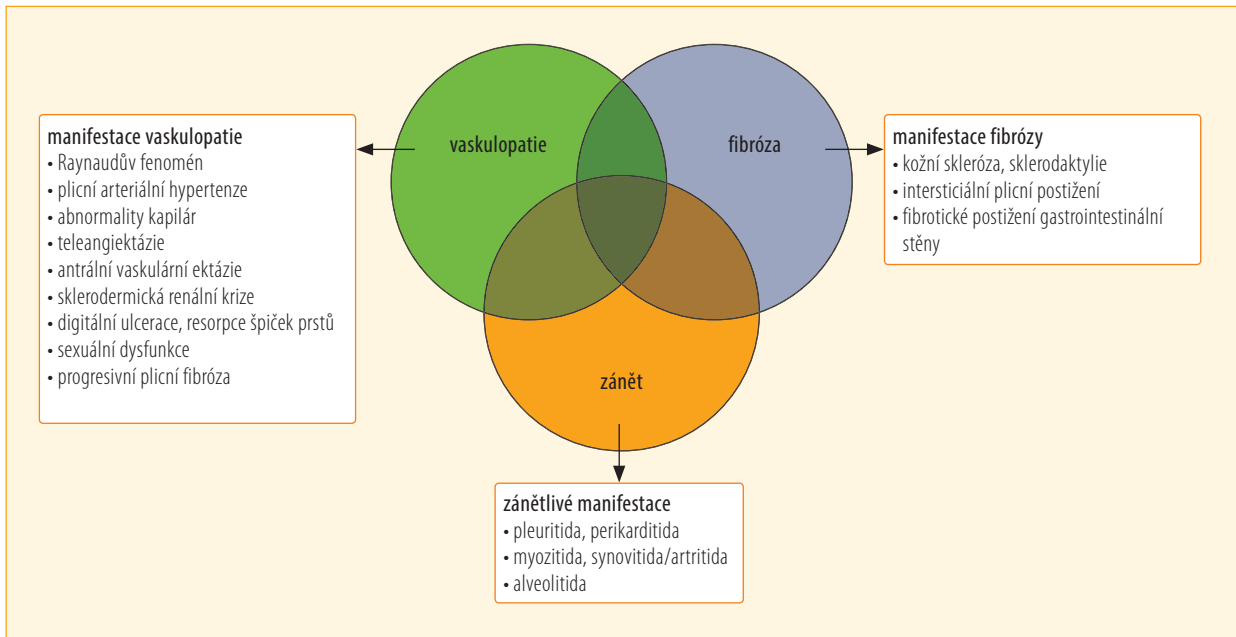 vaskulopatie
fibróza
zánět
manifestace vaskulopatie
• Raynaudův fenomén
• plicní arteriální hypertenze
• abnormality kapilár
• teleangiektázie
• antrální vaskulární ektázie
• sklerodermická renální krize
• digitální ulcerace, resorpce špiček prstů
• sexuální dysfunkce
• progresivní plicní fibróza
manifestace fibrózy
• kožní skleróza, sklerodaktylie
• intersticiální plicní postižení
• fibrotické postižení gastrointestinální
stěny
zánětlivé manifestace
• pleuritida, perikarditida
• myozitida, synovitida/artritida
• alveolitida